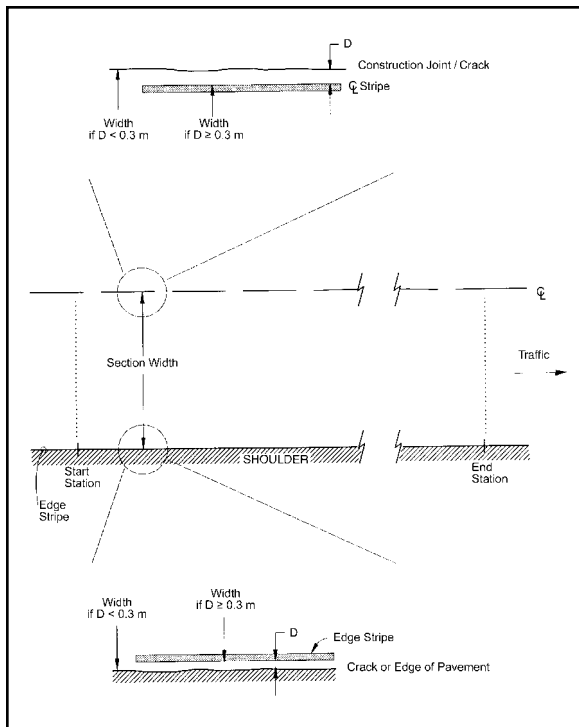 D
Construction Joint / Crack
℄ Stripe
Width
if D < 0.3 m
Width
if D ≥ 0.3 m
℄
Section Width
Traffic
SHOULDER
Start
Station
End
Station
Edge
Stripe
Width
if D ≥ 0.3 m
Width
if D < 0.3 m
D
Edge Stripe
Crack or Edge of Pavement